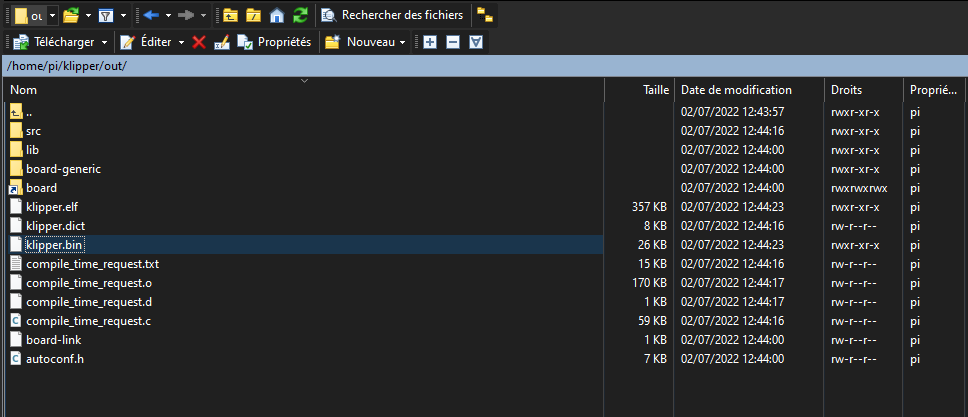 ou Rechercher des fichiers
Télécharger Éditer Propriétés Nouveau
/home/pi/klipper/out/
Nom Taille Date de modification Droits Proprié...
.. 02/07/2022 12:43:57 rwxr-xr-x pi
src 02/07/2022 12:44:16 rwxr-xr-x pi
lib 02/07/2022 12:44:00 rwxr-xr-x pi
board-generic 02/07/2022 12:44:00 rwxr-xr-x pi
board 02/07/2022 12:44:00 rwxrwxrwx pi
klipper.elf 357 KB 02/07/2022 12:44:23 rwxr-xr-x pi
klipper.dict 8 KB 02/07/2022 12:44:16 rw-r--r-- pi
klipper.bin 26 KB 02/07/2022 12:44:23 rwxr-xr-x pi
compile_time_request.txt 15 KB 02/07/2022 12:44:16 rw-r--r-- pi
compile_time_request.o 170 KB 02/07/2022 12:44:17 rw-r--r-- pi
compile_time_request.d 1 KB 02/07/2022 12:44:17 rw-r--r-- pi
compile_time_request.c 59 KB 02/07/2022 12:44:16 rw-r--r-- pi
board-link 1 KB 02/07/2022 12:44:00 rw-r--r-- pi
autoconf.h 7 KB 02/07/2022 12:44:00 rw-r--r-- pi